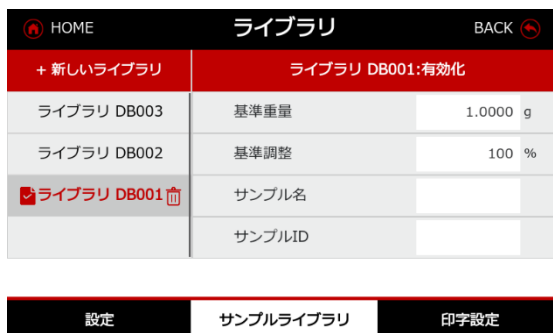 HOME
ライブラリ
BACK
+ 新しいライブラリ
ライブラリ DB001:有効化
ライブラリ DB003
基準重量 1.0000 g
ライブラリ DB002
基準調整 100 %
ライブラリ DB001
サンプル名
サンプルID
設定
サンプルライブラリ
印字設定